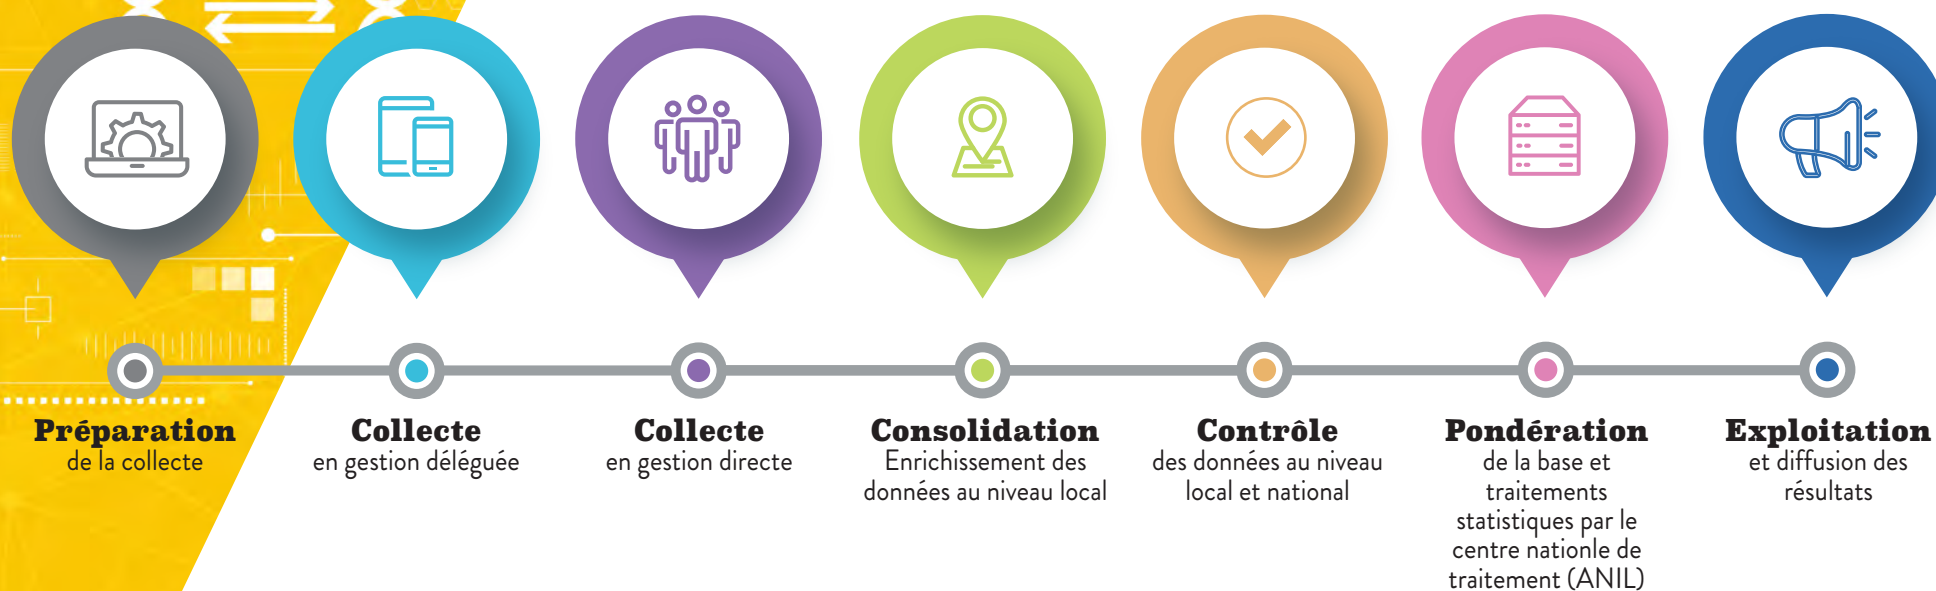 Préparation
de la collecte
Collecte
en gestion déléguée
Collecte
en gestion directe
Consolidation
Enrichissement des
données au niveau local
Contrôle
des données au niveau
local et national
Pondération
de la base et
traitements
statistiques par le
centre nationle de
traitement (ANIL)
Exploitation
et diffusion des
résultats